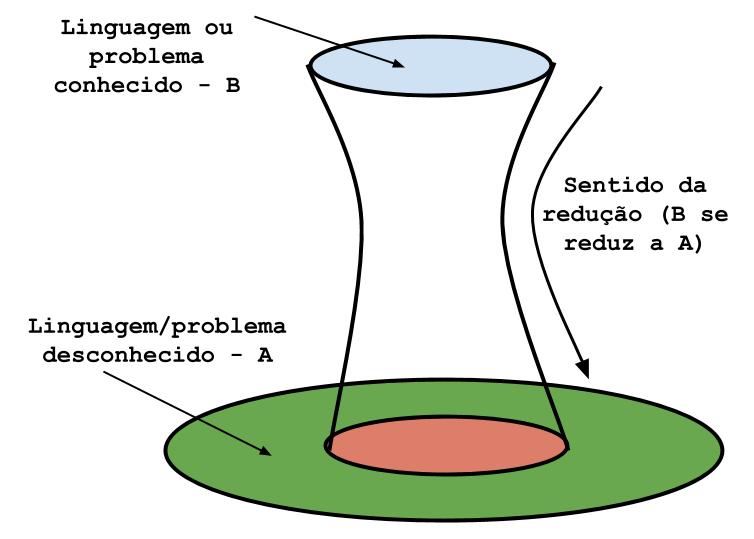 Linguagem ou
problema
conhecido - B
Sentido da
redução (B se
reduz a A)
Linguagem/problema
desconhecido - A